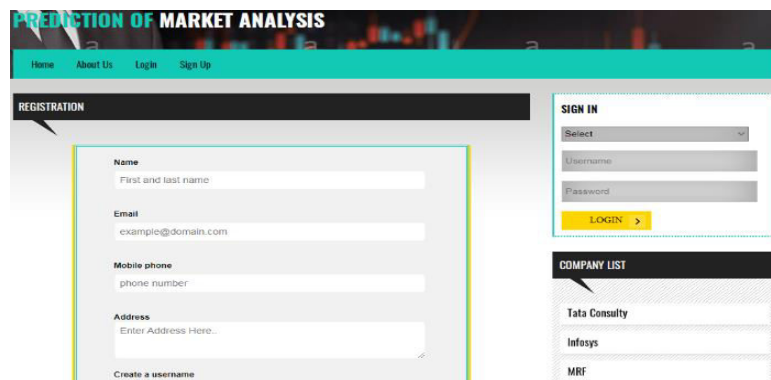 PREDICTION OF MARKET ANALYSIS
a a a a a
Home About Us Login Sign Up
REGISTRATION
Name
First and last name
Email
example@domain.com
Mobile phone
phone number
Address
Enter Address Here..
Create a username
SIGN IN
Select
Username
Password
LOGIN >
COMPANY LIST
Tata Consulty
Infosys
MRF